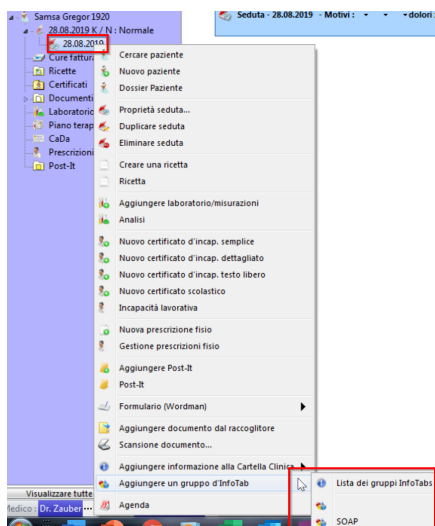 Samsa Gregor 1920
Seduta - 28.08.2019 - Motivi : - - dolori
28.08.2019 K / N : Normale
28.08.2019
Cure fattura
Ricette
Certificati
Documenti
Laboratorio
Piano terap
CaDa
Prescrizioni
Post-It
Cercare paziente
Nuovo paziente
Dossier Paziente
Proprietà seduta...
Duplicare seduta
Eliminare seduta
Creare una ricetta
Ricetta
Aggiungere laboratorio/misurazioni
Analisi
Nuovo certificato d'incap. semplice
Nuovo certificato d'incap. dettagliato
Nuovo certificato d'incap. testo libero
Nuovo certificato scolastico
Incapacità lavorativa
Nuova prescrizione fisio
Gestione prescrizioni fisio
Aggiungere Post-It
Post-It
Formulario (Wordman)
Aggiungere documento dal raccoglitore
Scansione documento...
Aggiungere informazione alla Cartella Clinica
Aggiungere un gruppo d'InfoTab
Agenda
Lista dei gruppi InfoTabs
SOAP
Visualizzare tutte
Medico : Dr. Zauber ...